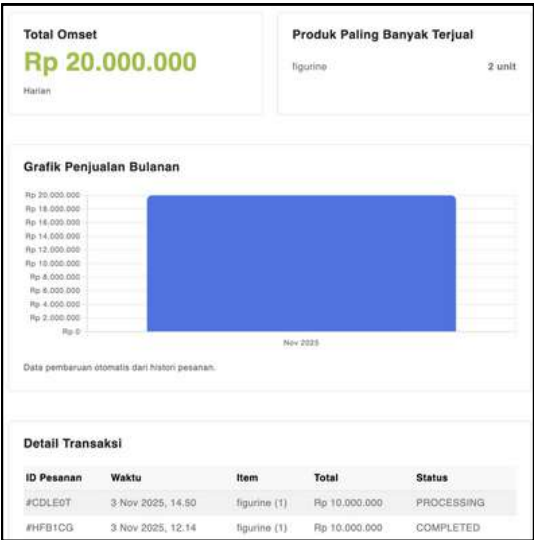 Total Omset
Rp 20.000.000
Harian
Produk Paling Banyak Terjual
figurine 2 unit
Grafik Penjualan Bulanan
Rp 20.000.000
Rp 18.000.000
Rp 16.000.000
Rp 14.000.000
Rp 12.000.000
Rp 10.000.000
Rp 8.000.000
Rp 6.000.000
Rp 4.000.000
Rp 2.000.000
Rp 0
Nov 2025
Data pembaruan otomatis dari histori pesanan.
Detail Transaksi
ID Pesanan Waktu Item Total Status
#CDLE0T 3 Nov 2025, 14.50 figurine (1) Rp 10.000.000 PROCESSING
#HFB1CG 3 Nov 2025, 12.14 figurine (1) Rp 10.000.000 COMPLETED